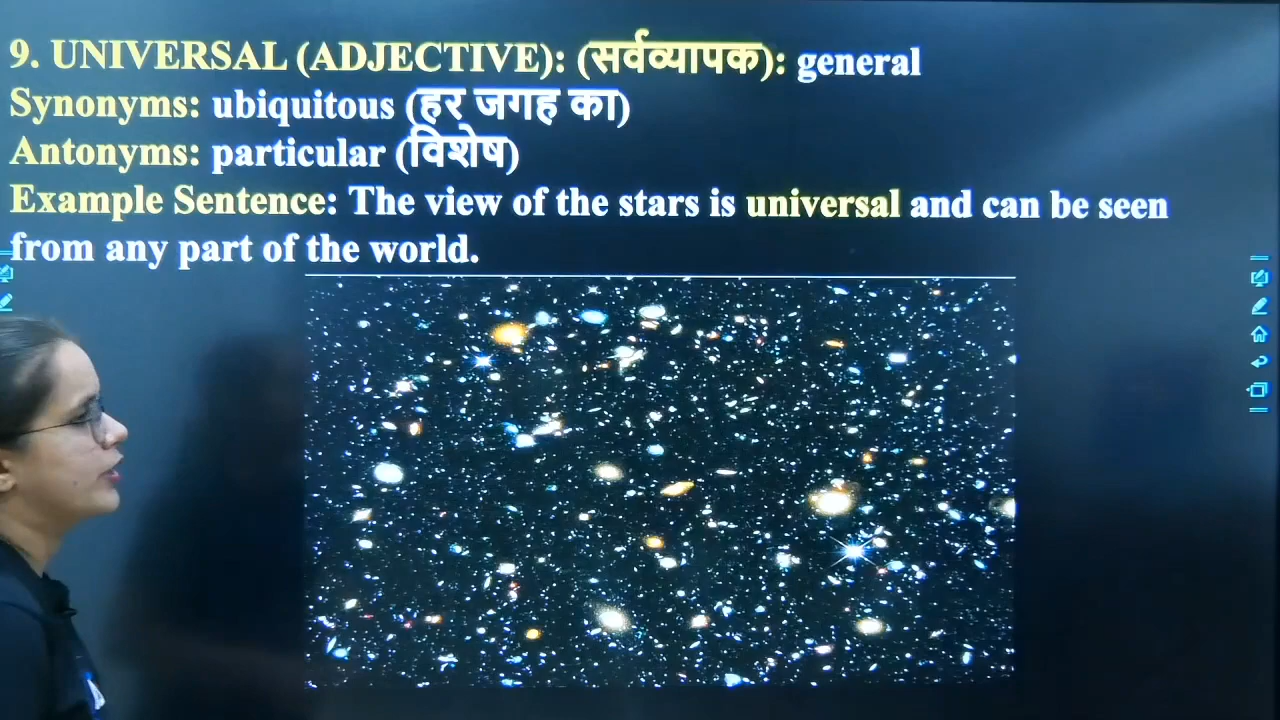 9. UNIVERSAL (ADJECTIVE): (सर्वव्यापक): general
Synonyms: ubiquitous (हर जगह का)
Antonyms: particular (विशेष)
Example Sentence: The view of the stars is universal and can be seen
from any part of the world.